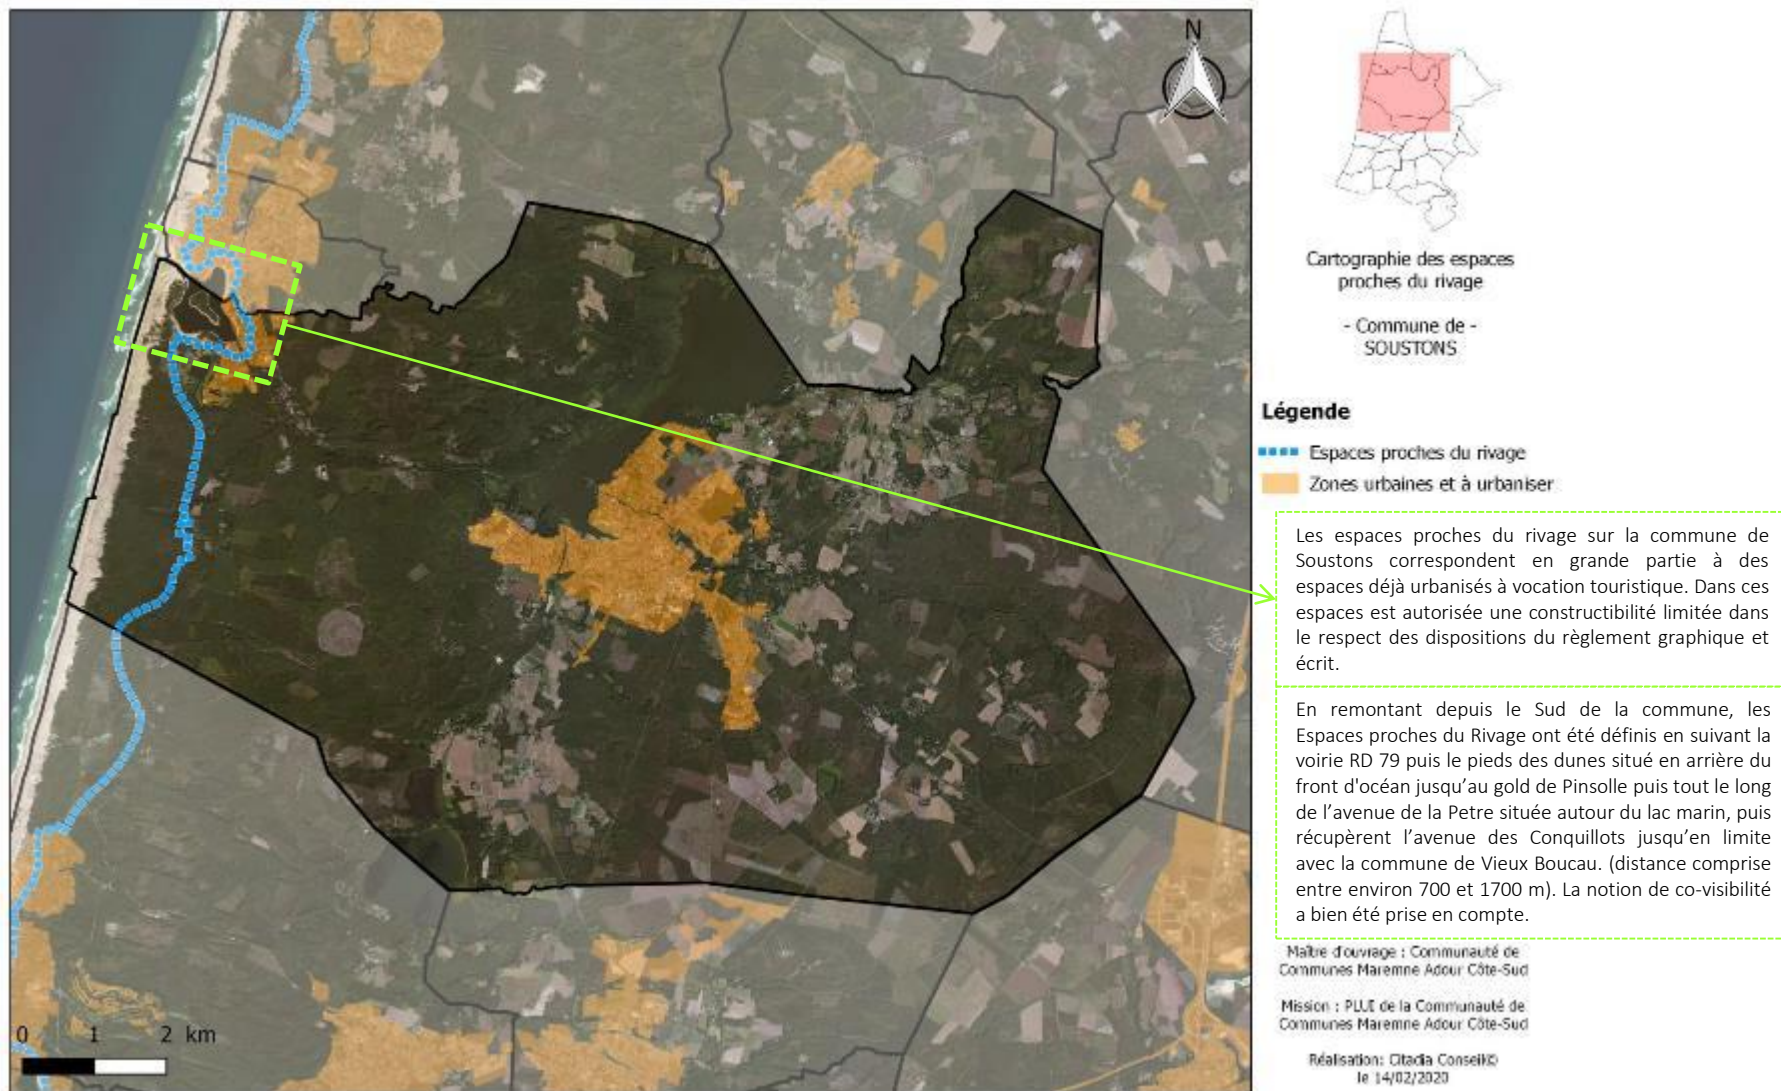 N
Cartographie des espaces
proches du rivage
- Commune de -
SOUSTONS
Légende
Espaces proches du rivage
Zones urbaines et à urbaniser
Les espaces proches du rivage sur la commune de
Soustons correspondent en grande partie à des
espaces déjà urbanisés à vocation touristique. Dans ces
espaces est autorisée une constructibilité limitée dans
le respect des dispositions du règlement graphique et
écrit.
En remontant depuis le Sud de la commune, les
Espaces proches du Rivage ont été définis en suivant la
voirie RD 79 puis le pieds des dunes situé en arrière du
front d'océan jusqu'au gold de Pinsolle puis tout le long
de l'avenue de la Petre située autour du lac marin, puis
récupèrent l'avenue des Conquillots jusqu'en limite
avec la commune de Vieux Boucau. (distance comprise
entre environ 700 et 1700 m). La notion de co-visibilité
a bien été prise en compte.
Maître d'ouvrage : Communauté de
Communes Maremne Adour Côte-Sud
Mission : PLUI de la Communauté de
Communes Maremne Adour Côte-Sud
Réalisation: Citadia Conseil©
le 14/02/2020
0 1 2 km